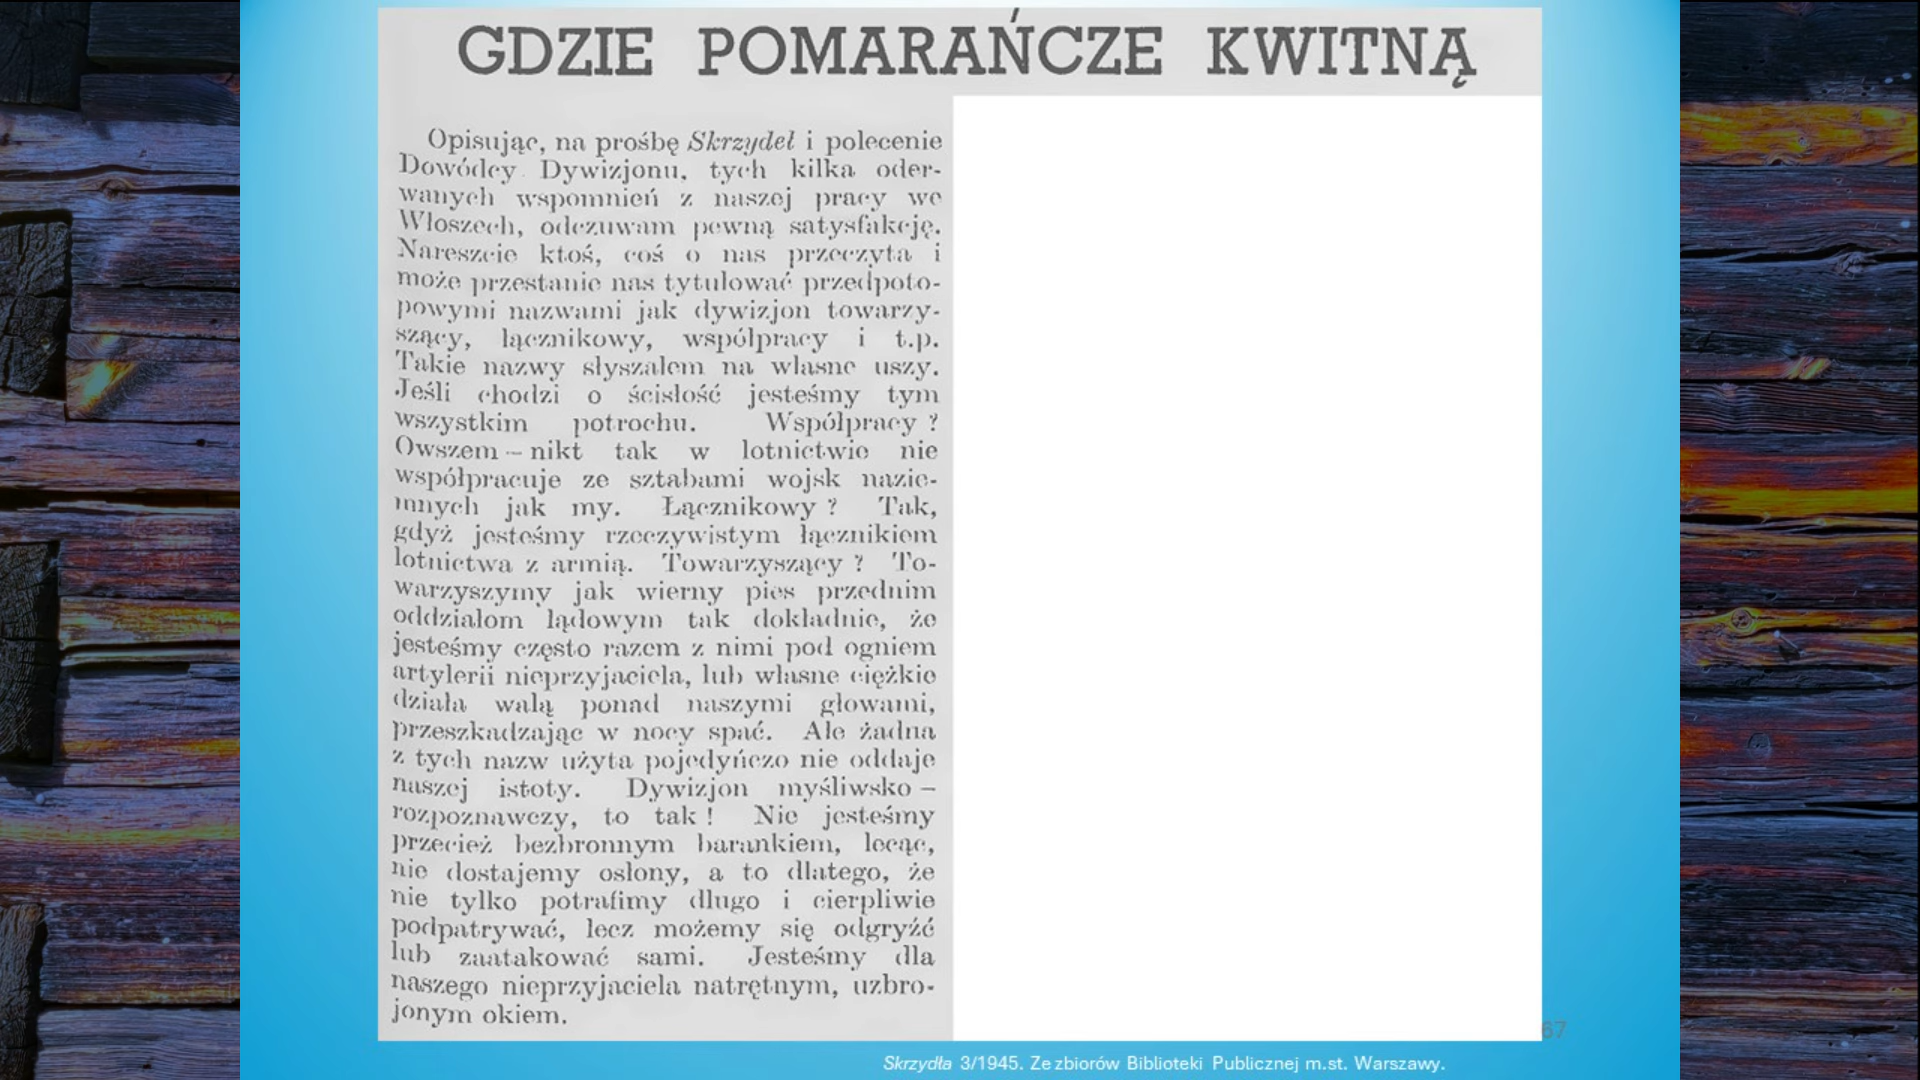 GDZIE POMARAŃCZE KWITNĄ
Opisując, na prośbę Skrzydeł i polecenie
Dowódcy Dywizjonu, tych kilka oder-
wanych wspomnień z naszej pracy we
Włoszech, odczuwam pewną satysfakcję.
Nareszcie ktoś, coś o nas przeczyta i
może przestanie nas tytułować przedpoto-
powymi nazwami jak dywizjon towarzy-
szący, łącznikowy, współpracy i t.p.
Takie nazwy słyszałem na własne uszy.
Jeśli chodzi o ścisłość jesteśmy tym
wszystkim potrochu. Współpracy ?
Owszem – nikt tak w lotnictwie nie
współpracuje ze sztabami wojsk nazie-
mnych jak my. Łącznikowy ? Tak,
gdyż jesteśmy rzeczywistym łącznikiem
lotnictwa z armią. Towarzyszący ? To-
warzyszymy jak wierny pies przednim
oddziałom lądowym tak dokładnie, że
jesteśmy często razem z nimi pod ogniem
artylerii nieprzyjaciela, lub własne ciężkie
działa walą ponad naszymi głowami,
przeszkadzając w nocy spać. Ale żadna
z tych nazw użyta pojedyńczo nie oddaje
naszej istoty. Dywizjon myśliwsko –
rozpoznawczy, to tak ! Nie jesteśmy
przecież bezbronnym barankiem, lecąc,
nie dostajemy osłony, a to dlatego, że
nie tylko potrafimy długo i cierpliwie
podpatrywać, lecz możemy się odgryźć
lub zaatakować sami. Jesteśmy dla
naszego nieprzyjaciela natrętnym, uzbro-
jonym okiem.
67
Skrzydła 3/1945. Ze zbiorów Biblioteki Publicznej m.st. Warszawy.